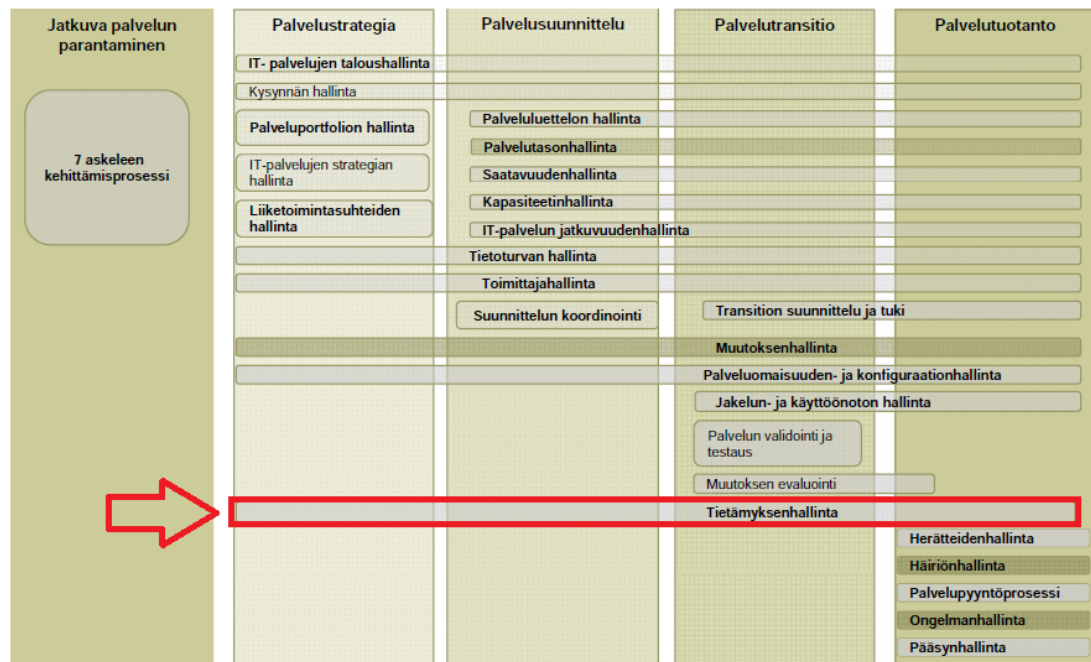 Jatkuva palvelun
parantaminen
7 askeleen
kehittämisprosessi
Palvelustrategia
Palvelusuunnittelu
Palvelutransitio
Palvelutuotanto
IT- palvelujen taloushallinta
Kysynnän hallinta
Palveluportfolion hallinta
IT-palvelujen strategian
hallinta
Liiketoimintasuhteiden
hallinta
Palveluluettelon hallinta
Palvelutasonhallinta
Saatavuudenhallinta
Kapasiteetinhallinta
IT-palvelun jatkuvuudenhallinta
Tietoturvan hallinta
Toimittajahallinta
Suunnittelun koordinointi
Transition suunnittelu ja tuki
Muutoksenhallinta
Palveluomaisuuden- ja konfiguraationhallinta
Jakelun- ja käyttöönoton hallinta
Palvelun validointi ja
testaus
Muutoksen evaluointi
Tietämyksenhallinta
Herätteidenhallinta
Häiriönhallinta
Palvelupyyntöprosessi
Ongelmanhallinta
Pääsynhallinta